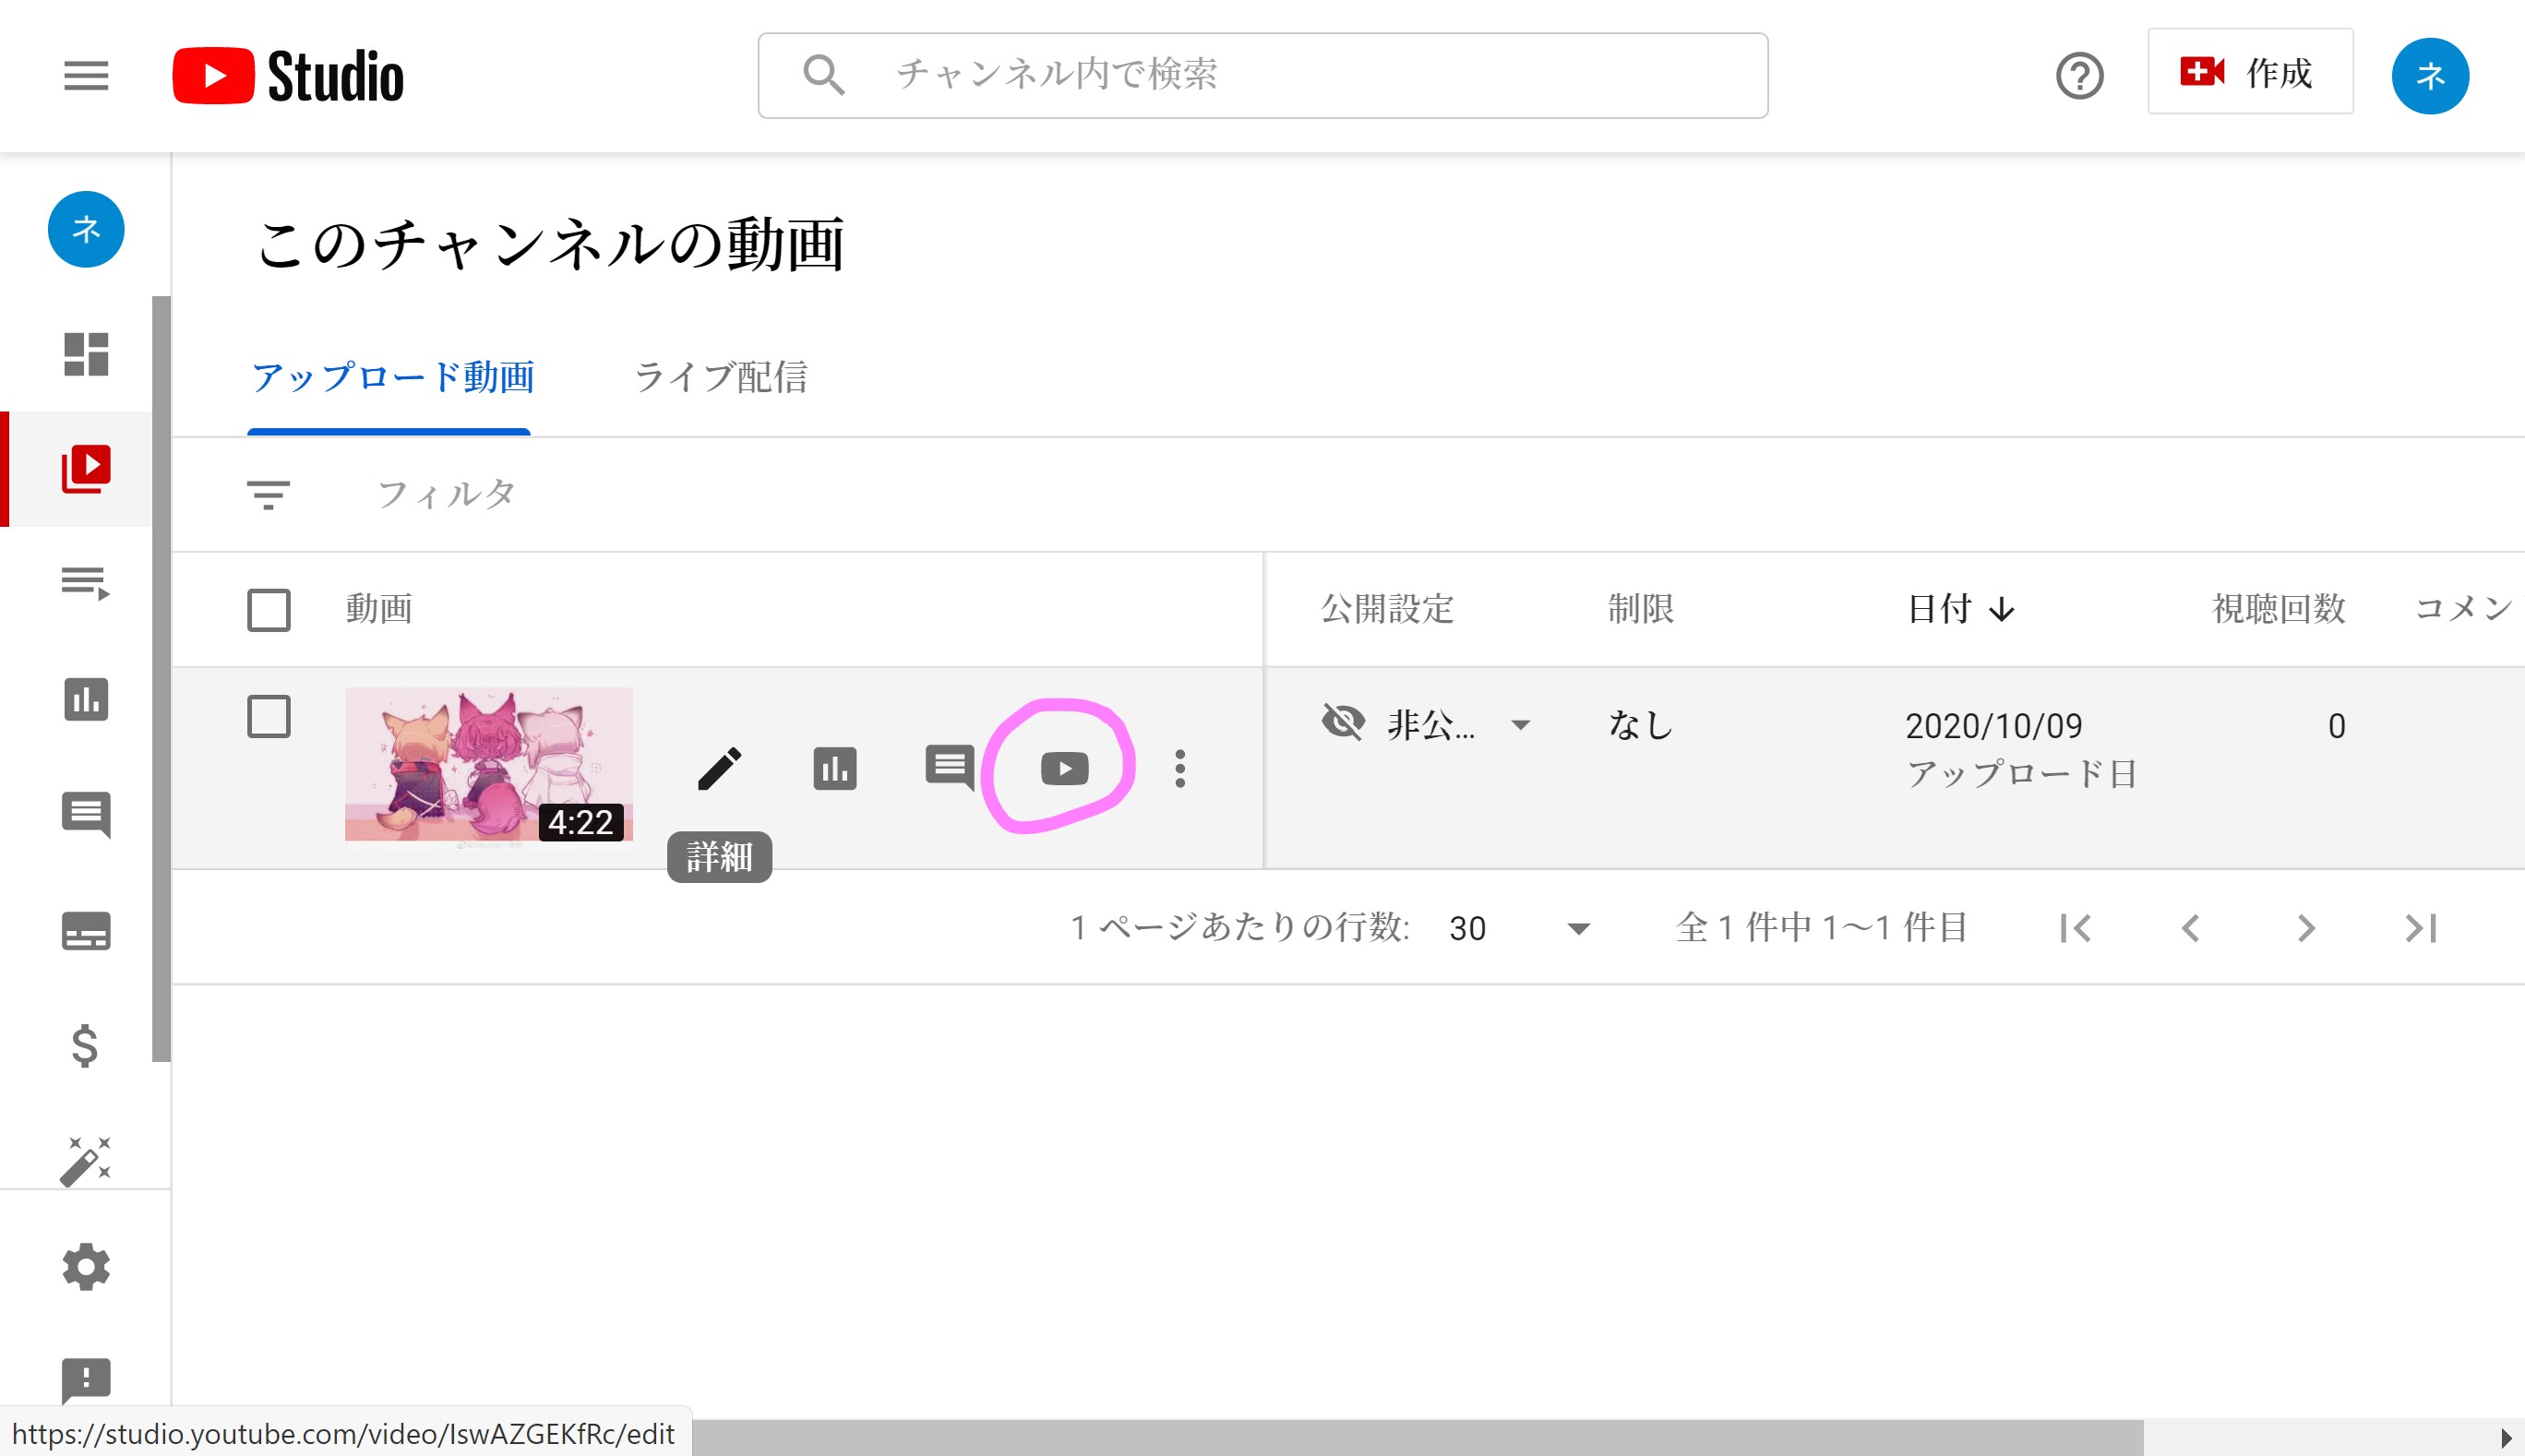 Studio
チャンネル内で検索
作成
ネ
ネ
このチャンネルの動画
アップロード動画 ライブ配信
フィルタ
動画 公開設定 制限 日付 視聴回数 コメン
4:22
詳細
非公... なし 2020/10/09 0
アップロード日
1 ページあたりの行数: 30 全 1 件中 1～1 件目
https://studio.youtube.com/video/IswAZGEKfRc/edit